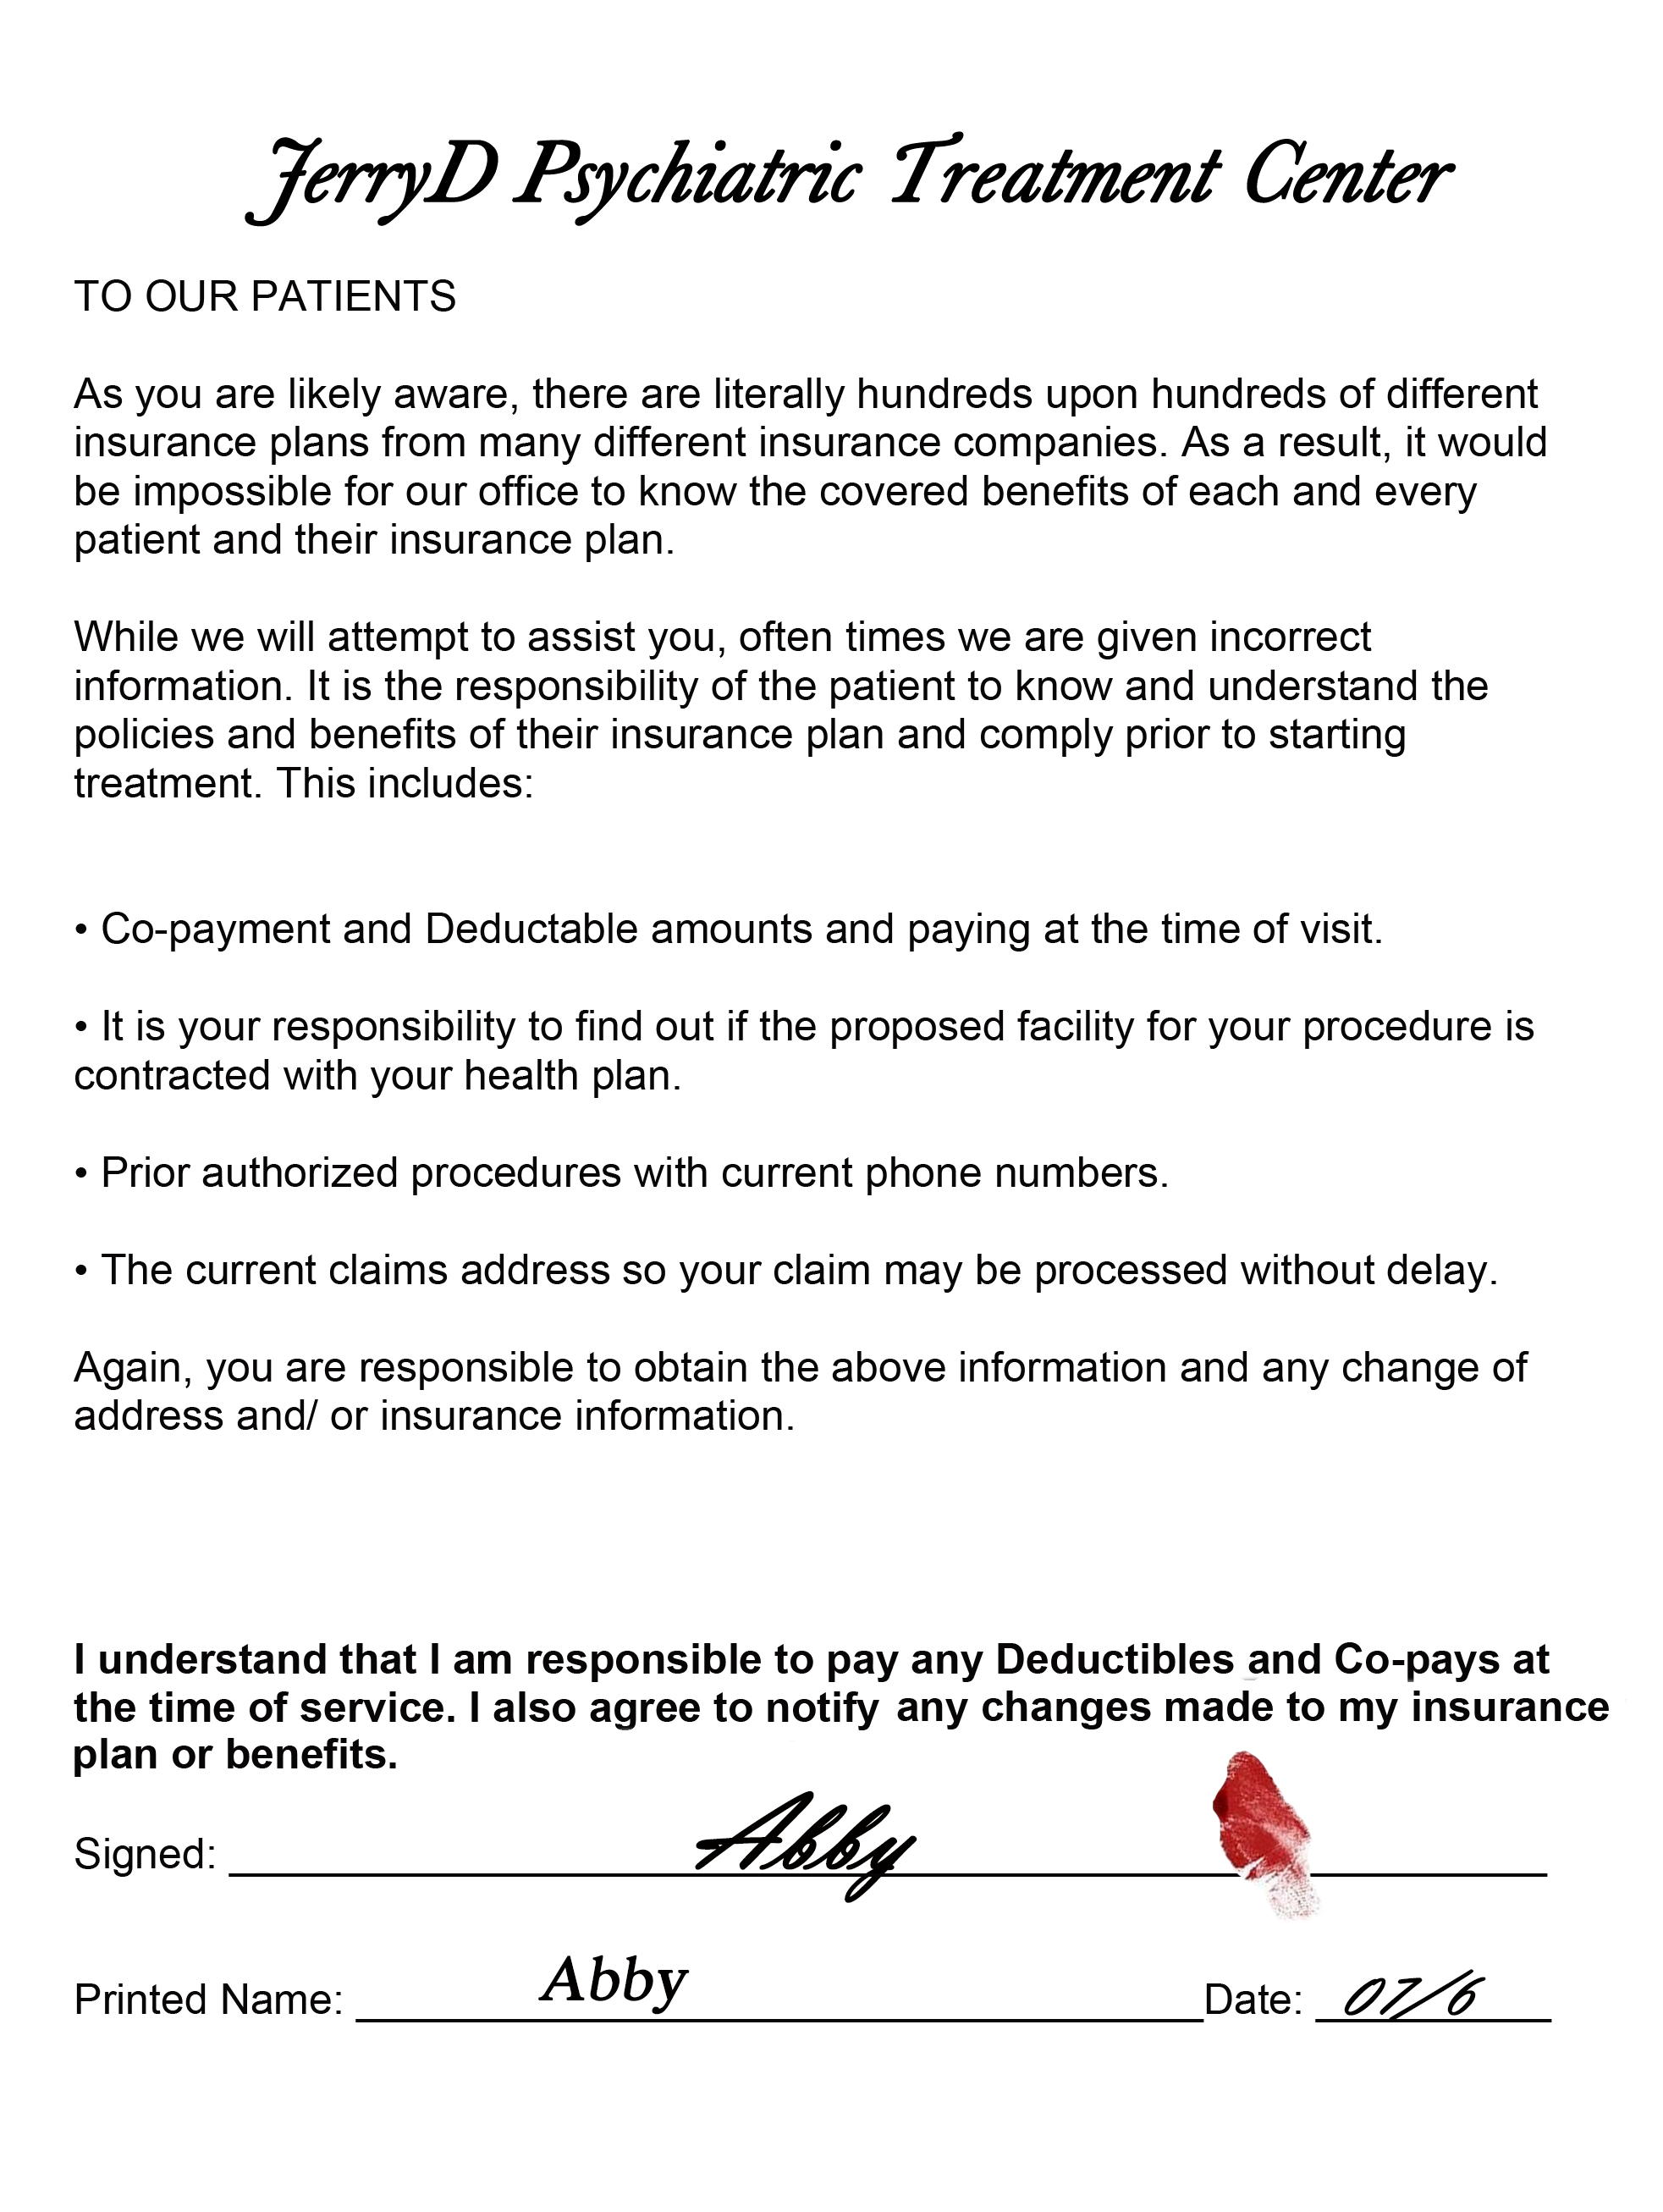 JerryD Psychiatric Treatment Center
TO OUR PATIENTS
As you are likely aware, there are literally hundreds upon hundreds of different
insurance plans from many different insurance companies. As a result, it would
be impossible for our office to know the covered benefits of each and every
patient and their insurance plan.
While we will attempt to assist you, often times we are given incorrect
information. It is the responsibility of the patient to know and understand the
policies and benefits of their insurance plan and comply prior to starting
treatment. This includes:
• Co-payment and Deductable amounts and paying at the time of visit.
• It is your responsibility to find out if the proposed facility for your procedure is
contracted with your health plan.
• Prior authorized procedures with current phone numbers.
• The current claims address so your claim may be processed without delay.
Again, you are responsible to obtain the above information and any change of
address and/ or insurance information.
I understand that I am responsible to pay any Deductibles and Co-pays at
the time of service. I also agree to notify any changes made to my insurance
plan or benefits.
Signed: Abby
Printed Name: Abby Date: 07/6